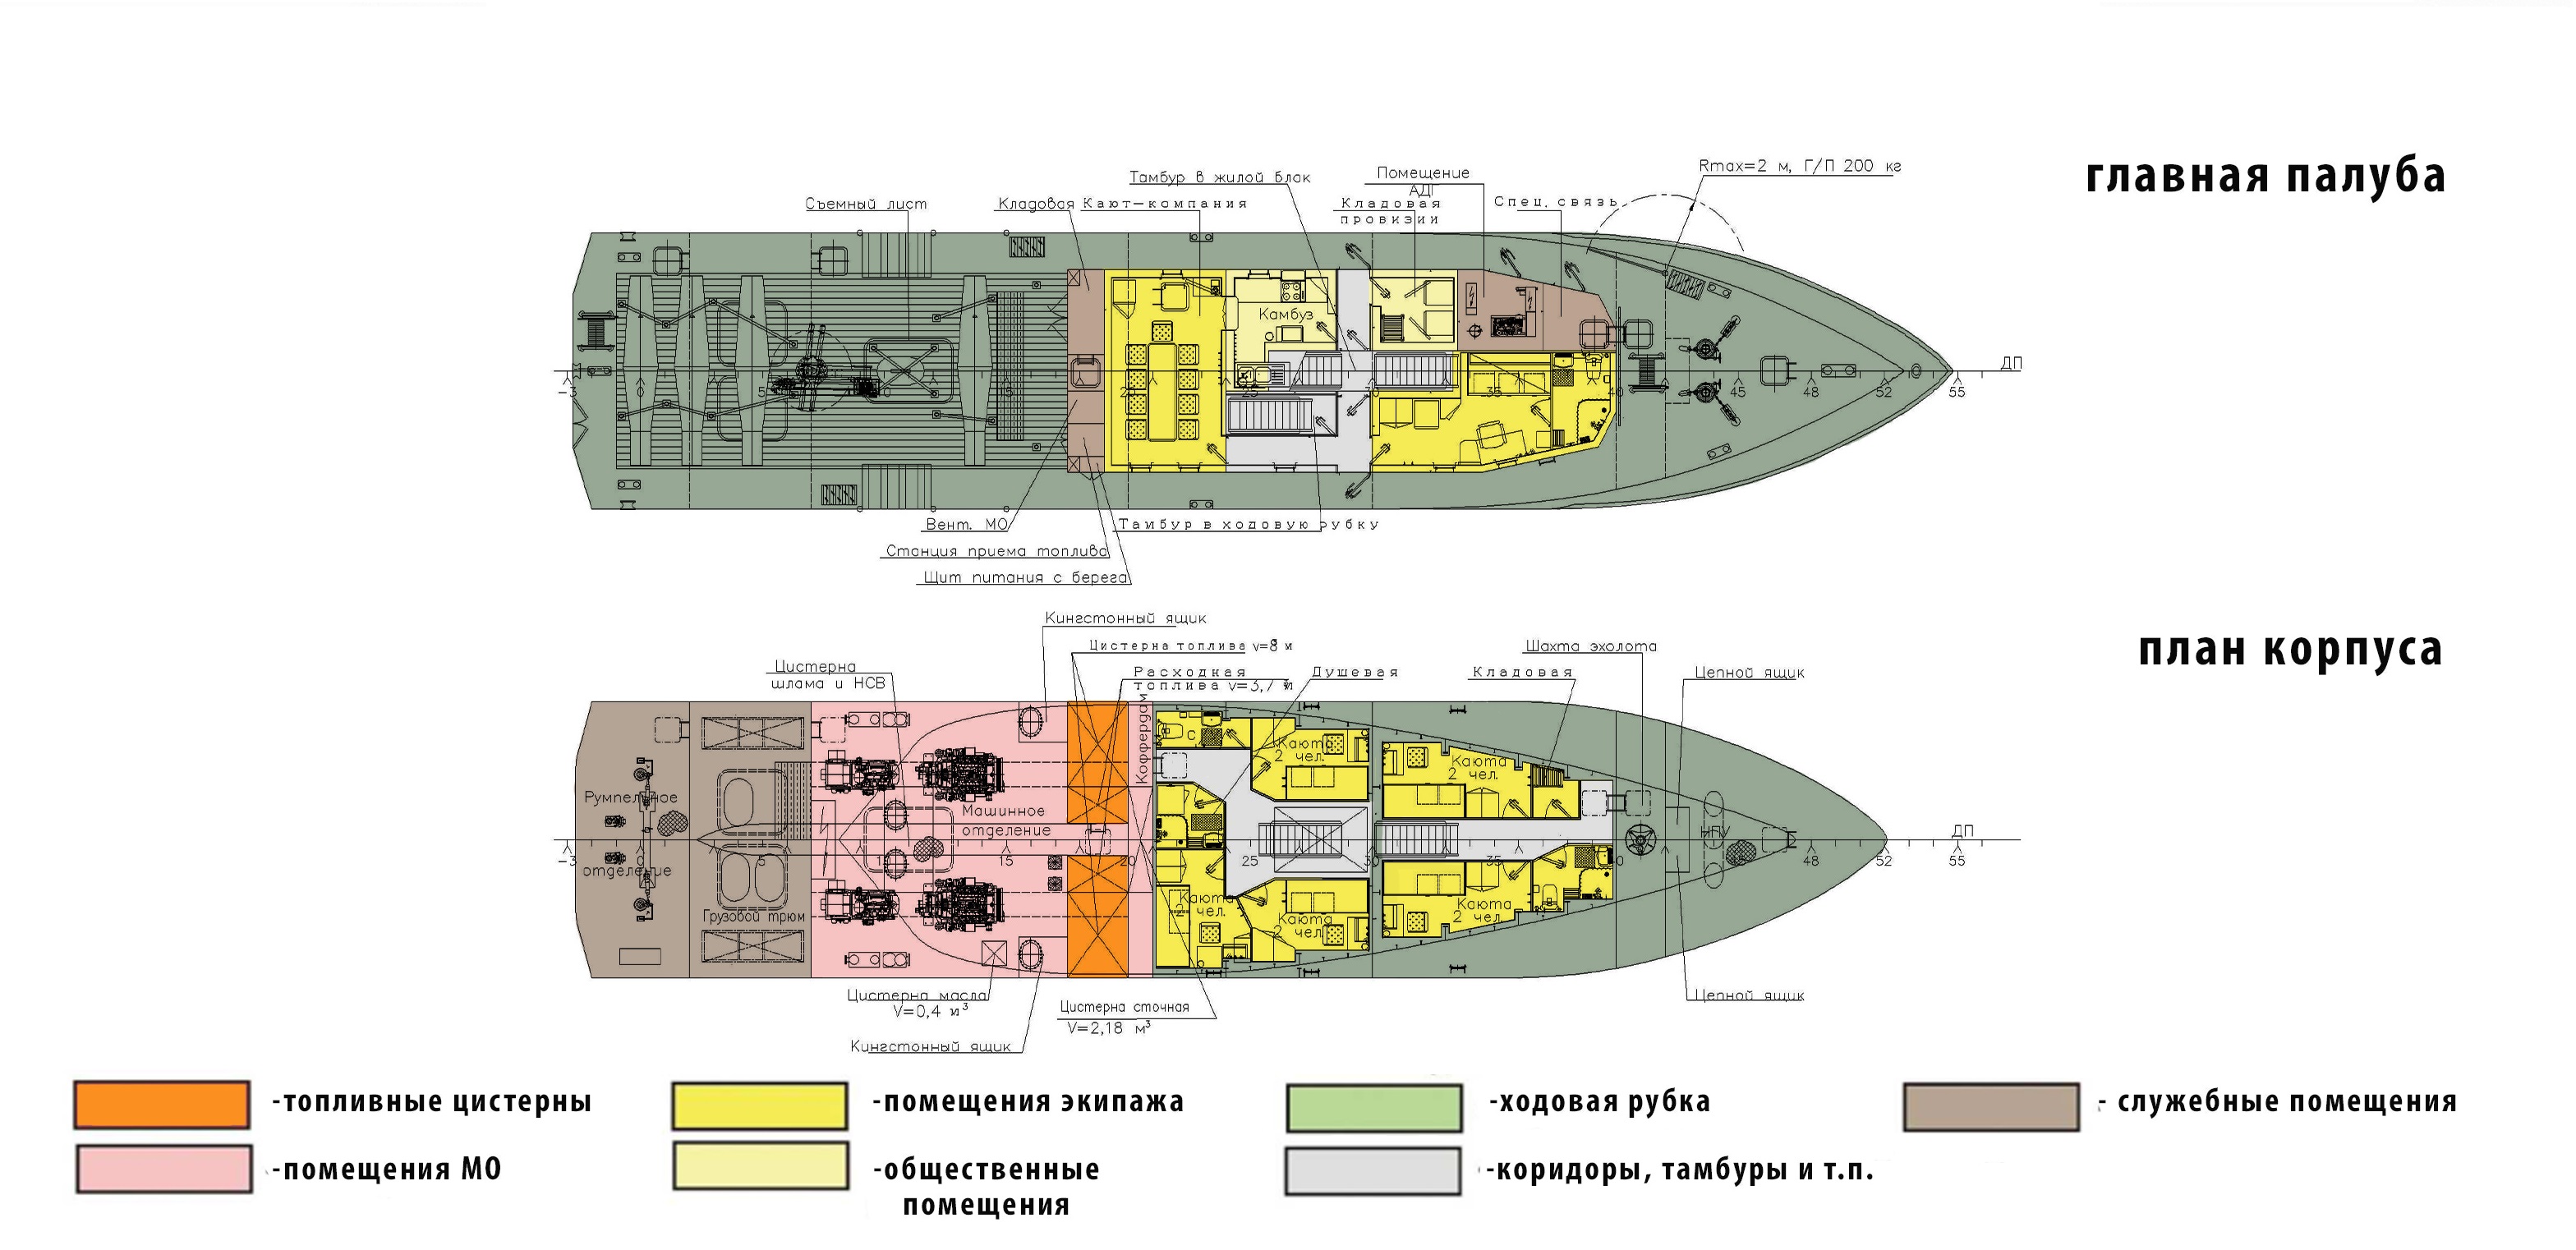 главная палуба
Rmax=2 м, Г/П 200 кг
Тамбур в жилой блок
Помещение
АДГ
Съемный лист
Кладовая
Кают-компания
Кладовая
провизии
Спец. связь
Камбуз
ДП
-3 0 5 15 25 30 35 40 45 48 52 55
Вент. МО
Тамбур в ходовую рубку
Станция приема топлива
Щит питания с берега
план корпуса
Кингстонный ящик
Цистерна топлива v=8 м
Шахта эхолота
Цистерна
шлама и НСВ
Расходная
топлива v=3,7 м
Душевая
Кладовая
Цепной ящик
Коффердам
Каюта
2 чел.
Каюта
2 чел.
Румпельное
отделение
Машинное
отделение
НПУ
ДП
-3 0 5 10 15 20 25 30 35 40 45 48 52 55
Грузовой трюм
Каюта
2 чел.
Каюта
2 чел.
Каюта
2 чел.
Цистерна масла
V=0,4 м³
Цистерна сточная
V=2,18 м³
Цепной ящик
Кингстонный ящик
-топливные цистерны
-помещения экипажа
-ходовая рубка
- служебные помещения
-помещения МО
-общественные
помещения
-коридоры, тамбуры и т.п.